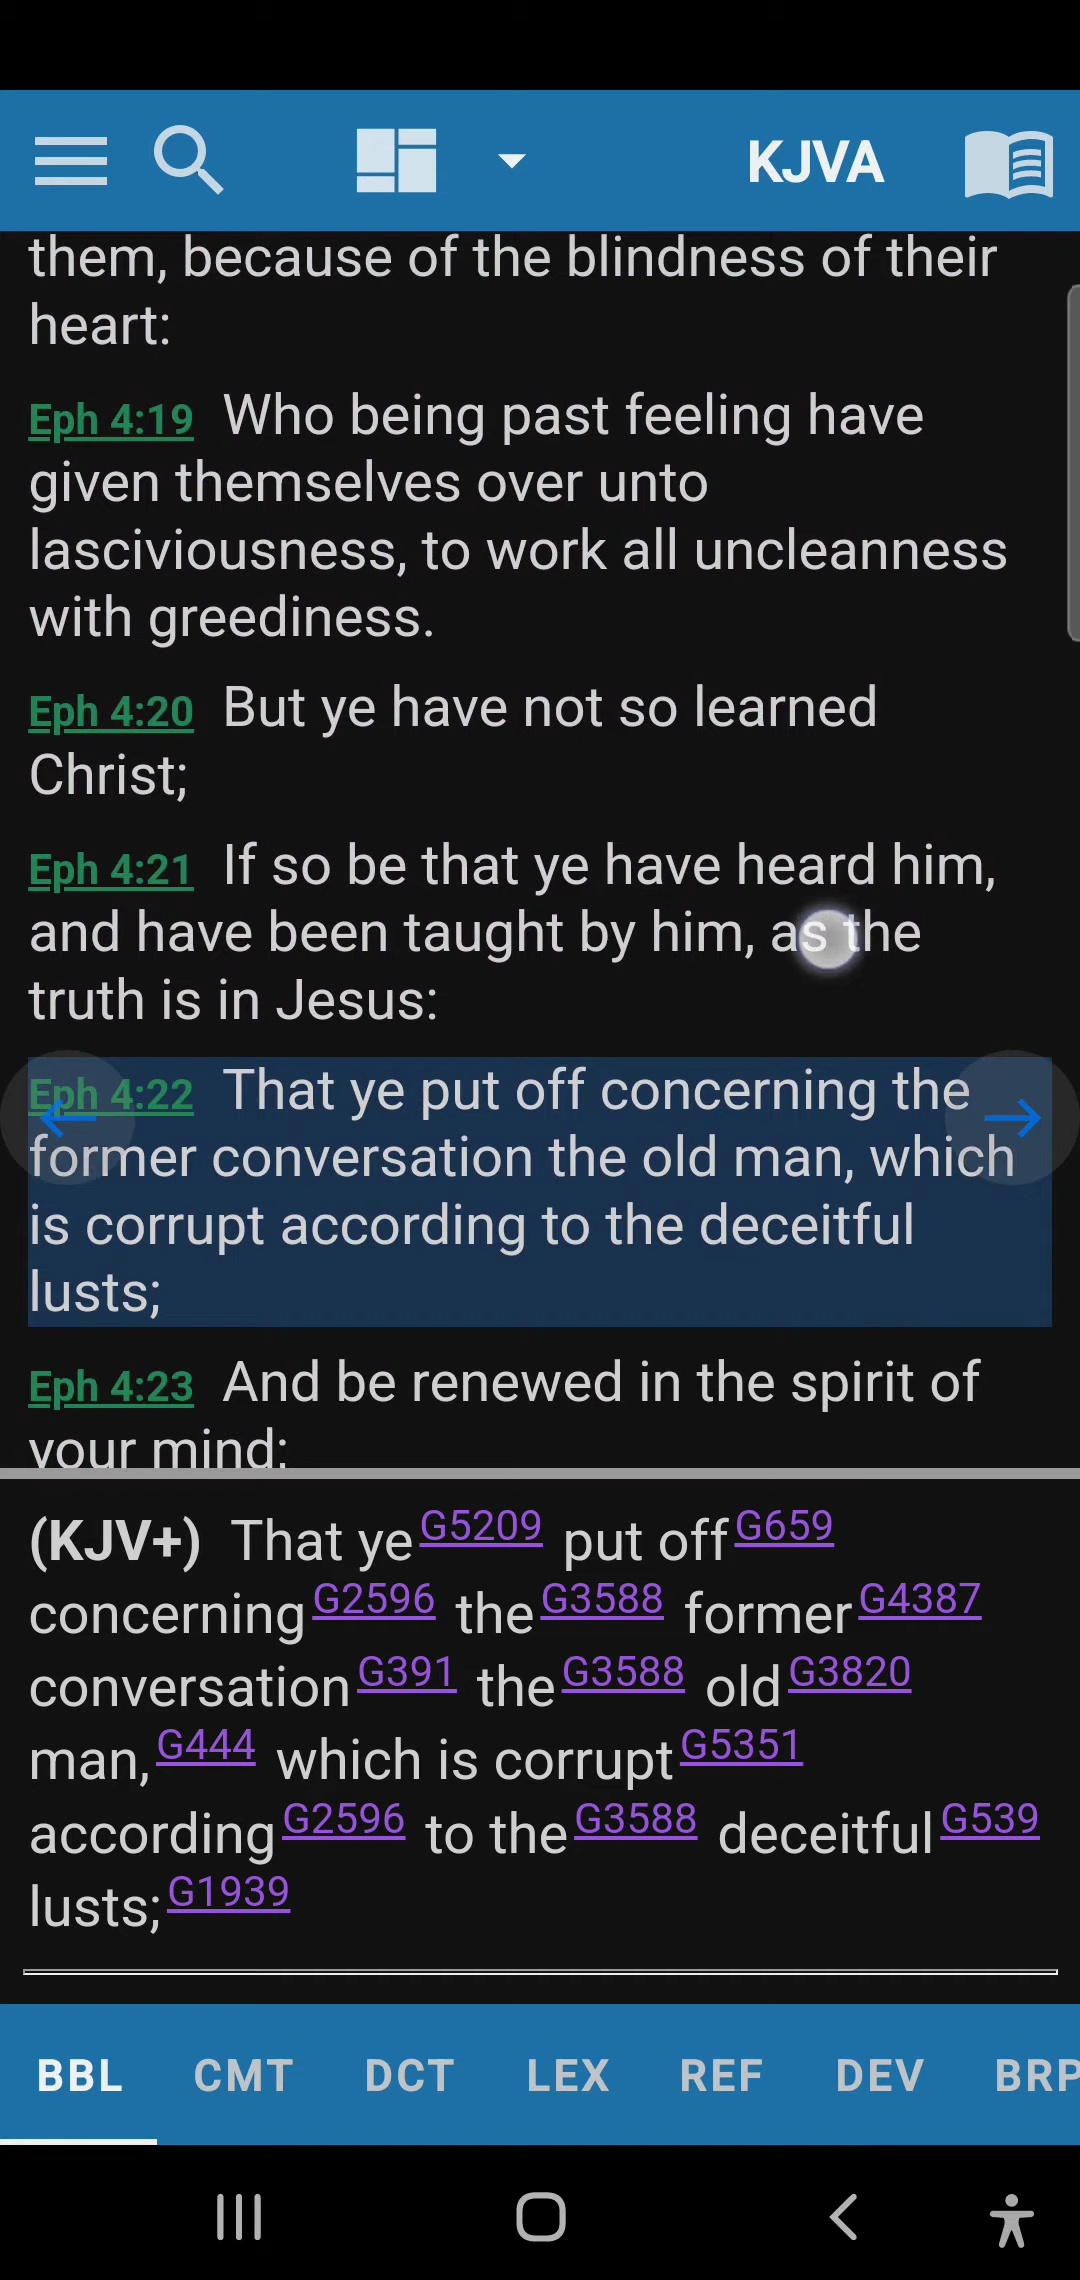 KJVA
them, because of the blindness of their
heart:
Eph 4:19 Who being past feeling have
given themselves over unto
lasciviousness, to work all uncleanness
with greediness.
Eph 4:20 But ye have not so learned
Christ;
Eph 4:21 If so be that ye have heard him,
and have been taught by him, as the
truth is in Jesus:
Eph 4:22 That ye put off concerning the
former conversation the old man, which
is corrupt according to the deceitful
lusts;
Eph 4:23 And be renewed in the spirit of
your mind;
(KJV+) That ye G5209 put off G659
concerning G2596 the G3588 former G4387
conversation G391 the G3588 old G3820
man, G444 which is corrupt G5351
according G2596 to the G3588 deceitful G539
lusts; G1939
BBL CMT DCT LEX REF DEV BRP